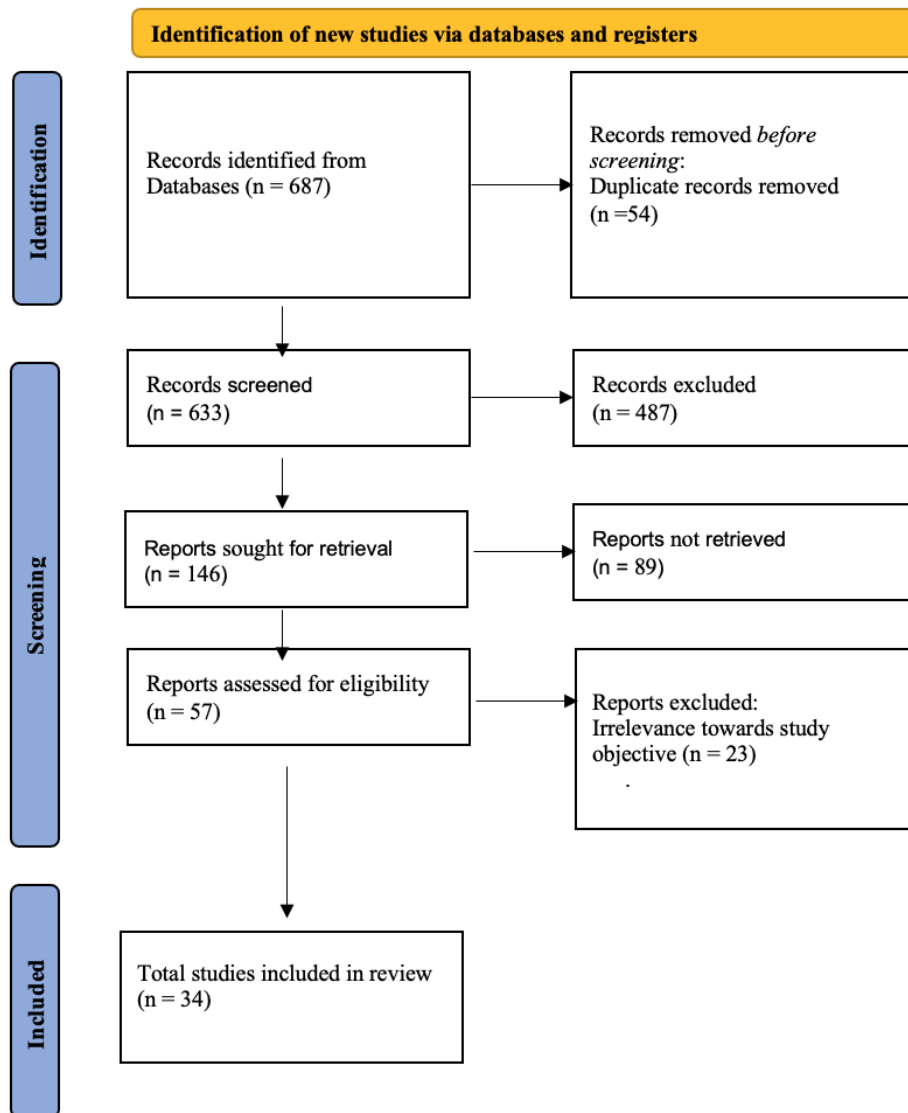 Identification of new studies via databases and registers
Identification
Records identified from
Databases (n = 687)
Records removed before
screening:
Duplicate records removed
(n =54)
Screening
Records screened
(n = 633)
Records excluded
(n = 487)
Reports sought for retrieval
(n = 146)
Reports not retrieved
(n = 89)
Reports assessed for eligibility
(n = 57)
Reports excluded:
Irrelevance towards study
objective (n = 23)
.
Included
Total studies included in review
(n = 34)